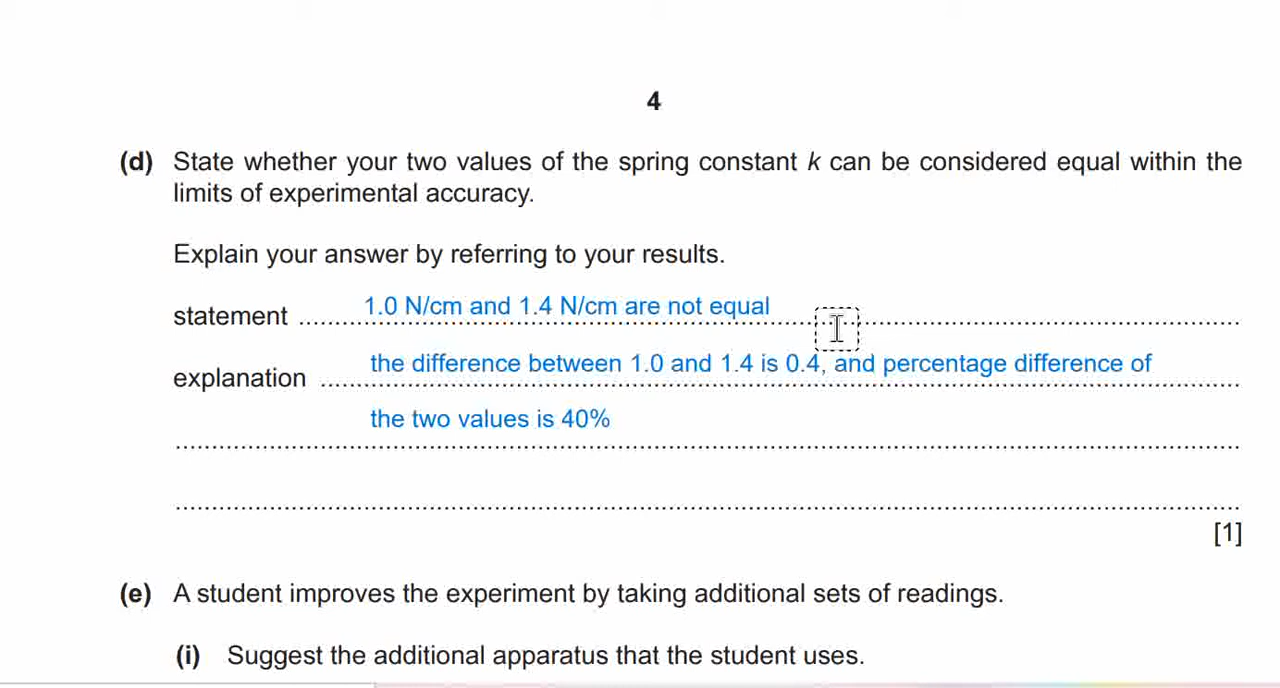 4
(d) State whether your two values of the spring constant k can be considered equal within the
limits of experimental accuracy.
Explain your answer by referring to your results.
statement ..... 1.0 N/cm and 1.4 N/cm are not equal .....
explanation ..... the difference between 1.0 and 1.4 is 0.4, and percentage difference of .....
the two values is 40%
[1]
(e) A student improves the experiment by taking additional sets of readings.
(i) Suggest the additional apparatus that the student uses.